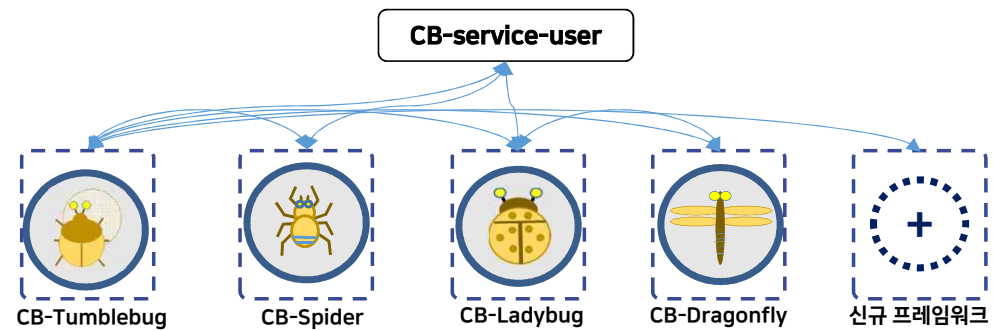 CB-service-user
CB-Tumblebug
CB-Spider
CB-Ladybug
CB-Dragonfly
신규 프레임워크